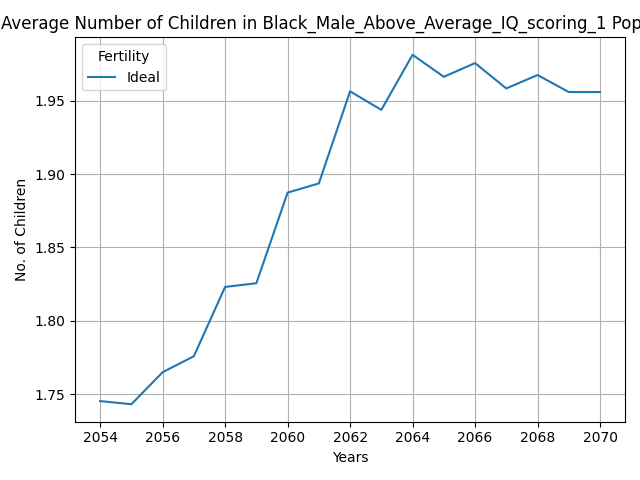 Average Number of Children in Black_Male_Above_Average_IQ_scoring_1 Pop
Fertility
Ideal
No. of Children
1.95
1.90
1.85
1.80
1.75
2054 2056 2058 2060 2062 2064 2066 2068 2070
Years